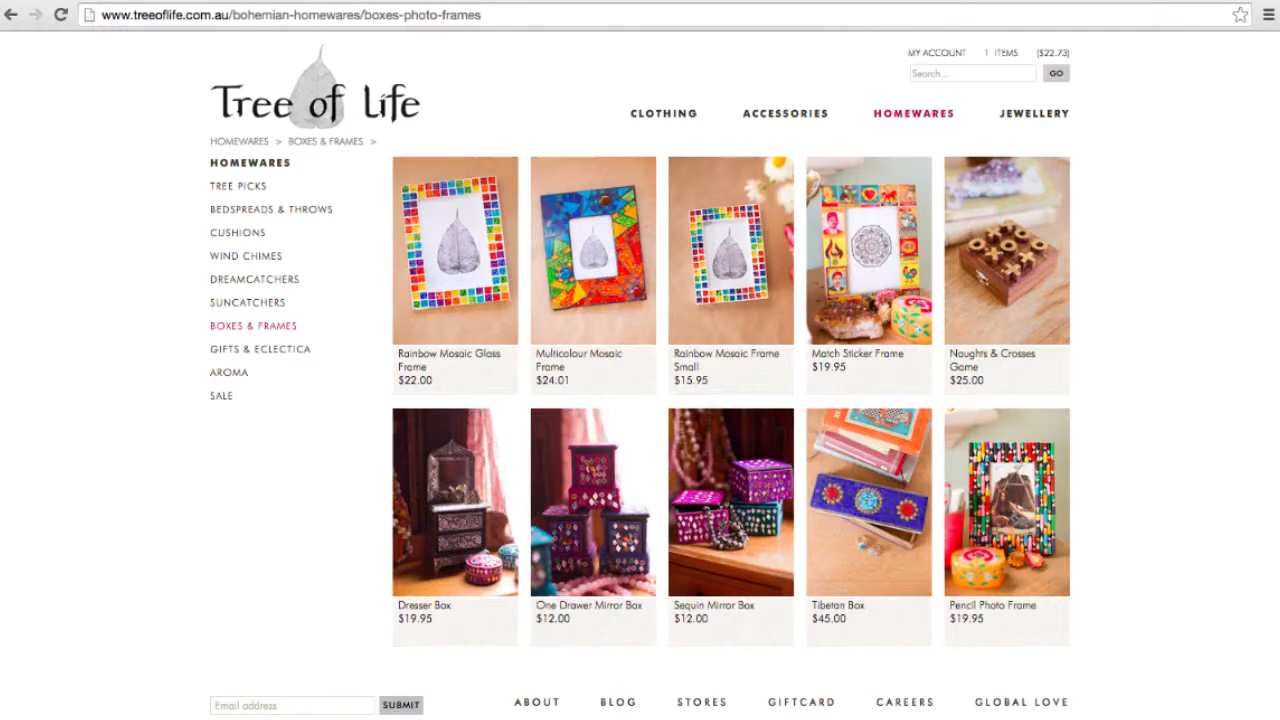 www.treeoflife.com.au/bohemian-homewares/boxes-photo-frames
MY ACCOUNT 1 ITEMS ($22.73)
Search... GO
Tree of Life
CLOTHING ACCESSORIES HOMEWARES JEWELLERY
HOMEWARES > BOXES & FRAMES >
HOMEWARES
TREE PICKS
BEDSPREADS & THROWS
CUSHIONS
WIND CHIMES
DREAMCATCHERS
SUNCATCHERS
BOXES & FRAMES
GIFTS & ECLECTICA
AROMA
SALE
Rainbow Mosaic Glass
Frame
$22.00
Multicolour Mosaic
Frame
$24.01
Rainbow Mosaic Frame
Small
$15.95
Match Sticker Frame
$19.95
Naughts & Crosses
Game
$25.00
Dresser Box
$19.95
One Drawer Mirror Box
$12.00
Sequin Mirror Box
$12.00
Tibetan Box
$45.00
Pencil Photo Frame
$19.95
Email address SUBMIT
ABOUT BLOG STORES GIFTCARD CAREERS GLOBAL LOVE